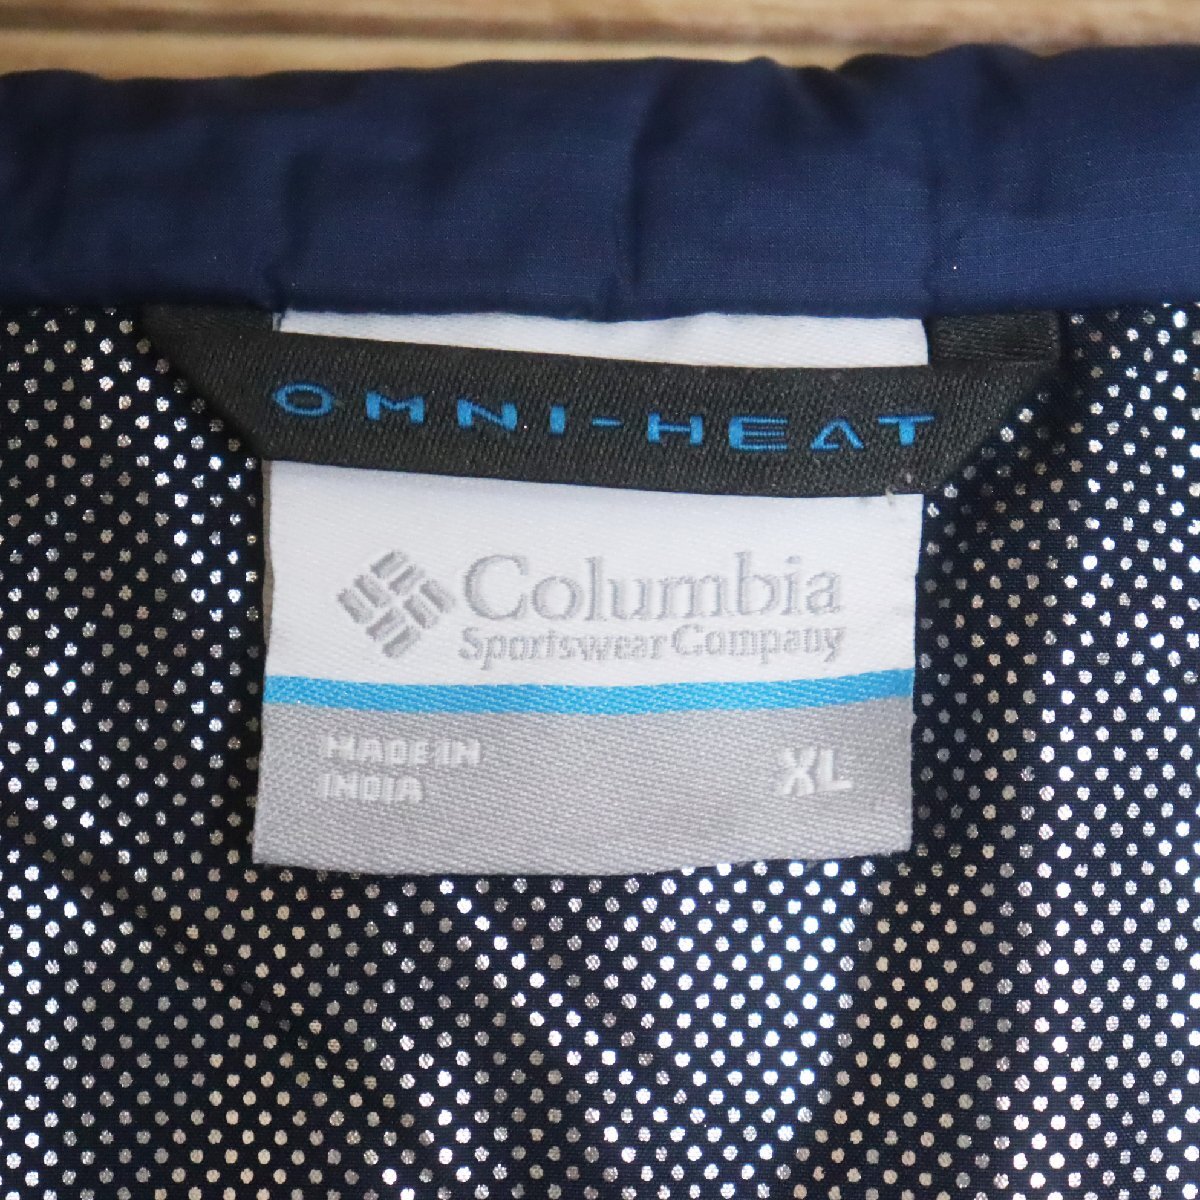 OMNI-HEAT
Columbia
Sportswear Company
MADE IN
INDIA
XL